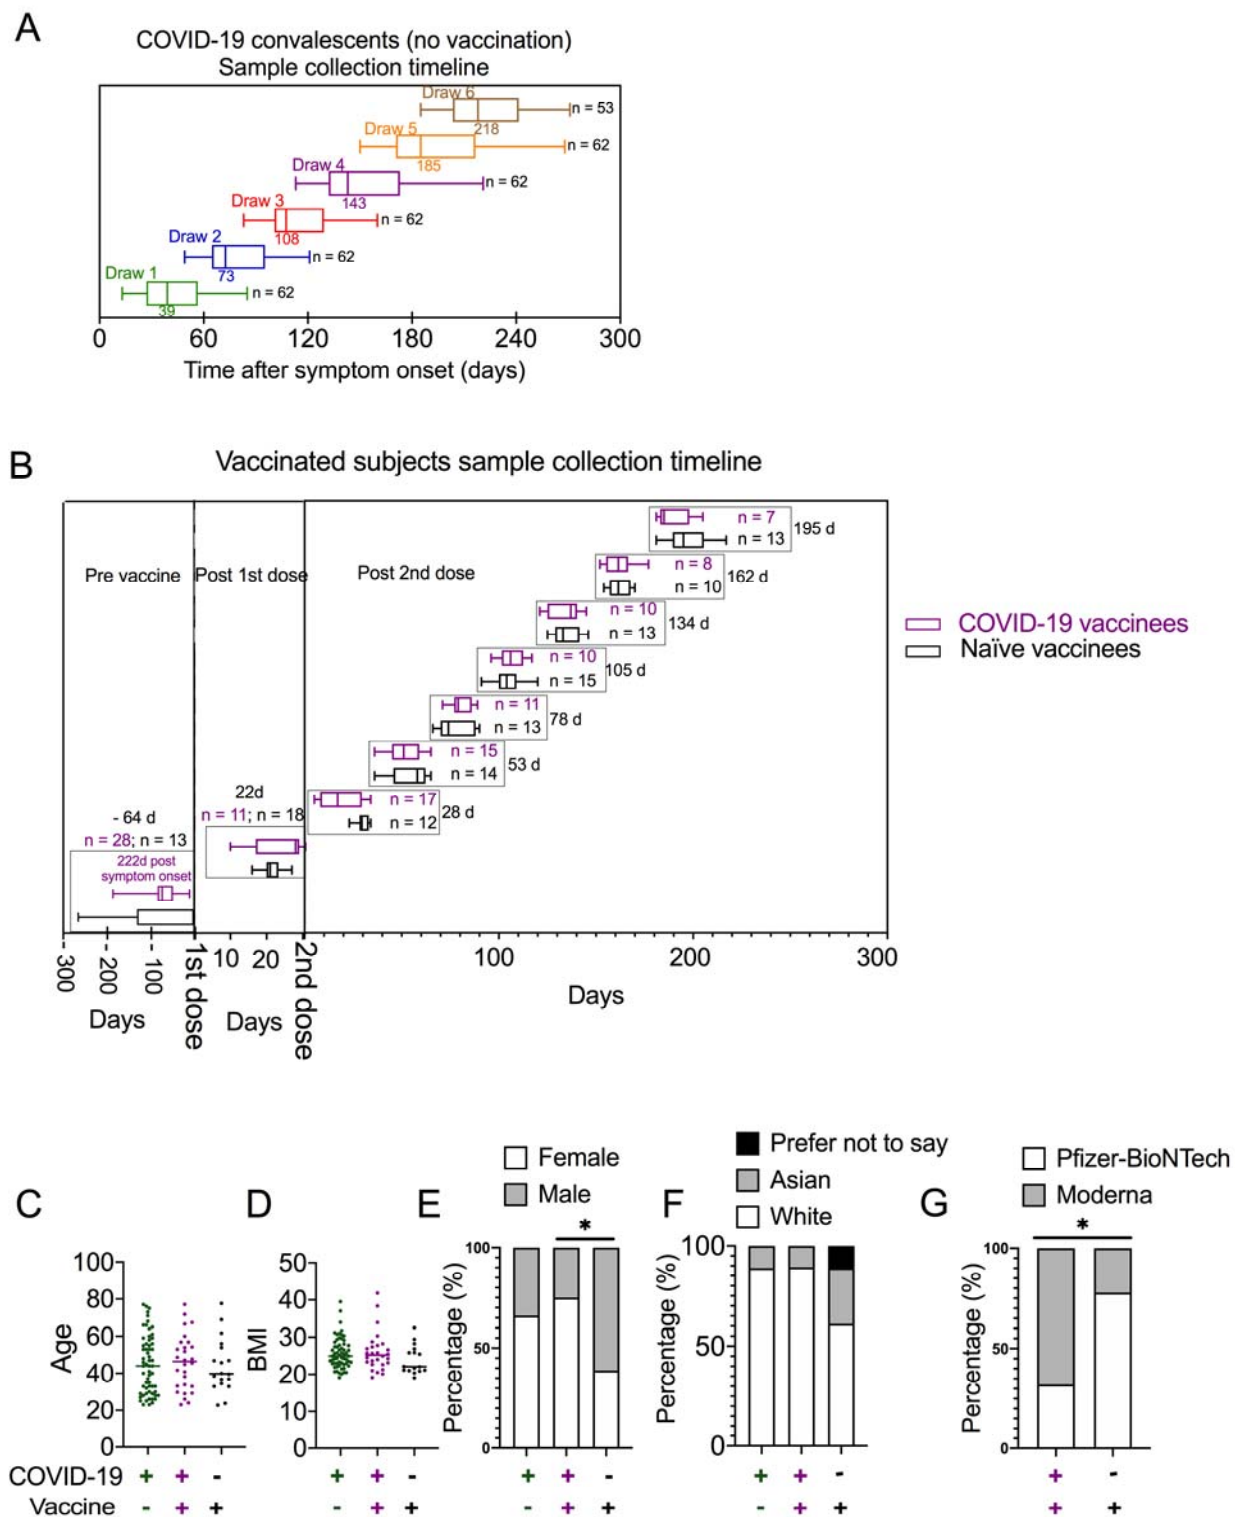 A
COVID-19 convalescents (no vaccination)
Sample collection timeline
Draw 6
n = 53
218
Draw 5
n = 62
185
Draw 4
n = 62
143
Draw 3
n = 62
108
Draw 2
n = 62
73
Draw 1
n = 62
39
0 60 120 180 240 300
Time after symptom onset (days)
B
Vaccinated subjects sample collection timeline
Pre vaccine
Post 1st dose
Post 2nd dose
n = 7
n = 13
195 d
n = 8
n = 10
162 d
n = 10
n = 13
134 d
n = 10
n = 15
105 d
n = 11
n = 13
78 d
n = 15
n = 14
53 d
n = 17
n = 12
28 d
22d
n = 11; n = 18
- 64 d
n = 28; n = 13
222d post
symptom onset
COVID-19 vaccinees
Naïve vaccinees
-300 -200 -100 1st dose 10 20 2nd dose 100 200 300
Days
Days
Days
C
100
80
60
40
20
0
Age
D
50
40
30
20
10
0
BMI
E
Female
Male
*
100
50
0
Percentage (%)
F
Prefer not to say
Asian
White
100
50
0
Percentage (%)
G
Pfizer-BioNTech
Moderna
*
100
50
0
Percentage (%)
COVID-19 + + - + + - + + - + + - + -
Vaccine - + + - + + - + + - + + + +